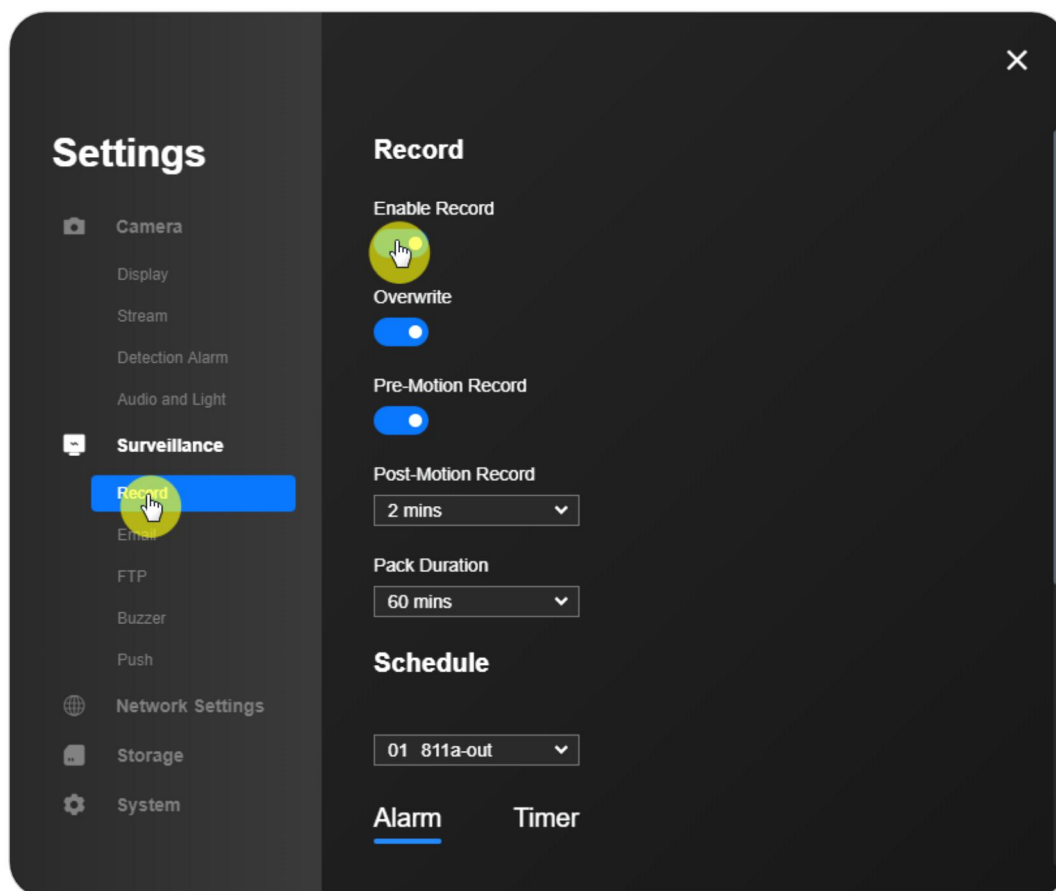 Settings
Camera
Display
Stream
Detection Alarm
Audio and Light
Surveillance
Record
Email
FTP
Buzzer
Push
Network Settings
Storage
System
Record
Enable Record
Overwrite
Pre-Motion Record
Post-Motion Record
2 mins
Pack Duration
60 mins
Schedule
01 811a-out
Alarm Timer